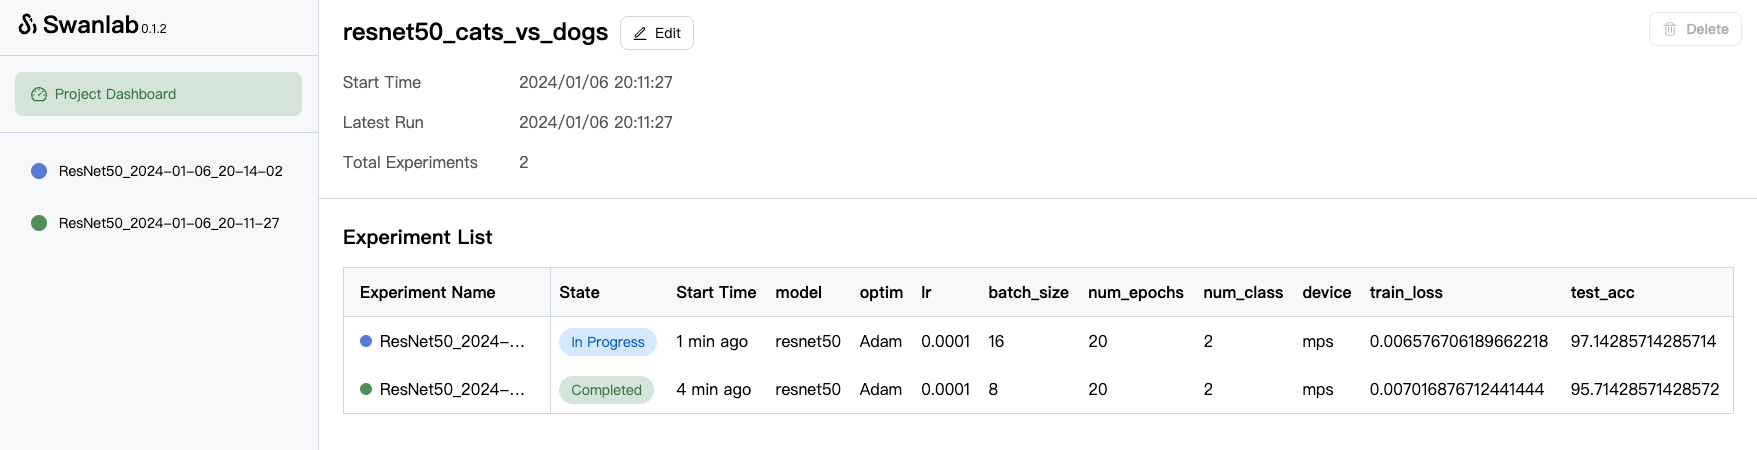 Swanlab 0.1.2
Project Dashboard
ResNet50_2024-01-06_20-14-02
ResNet50_2024-01-06_20-11-27
resnet50_cats_vs_dogs Edit Delete
Start Time 2024/01/06 20:11:27
Latest Run 2024/01/06 20:11:27
Total Experiments 2
Experiment List
Experiment Name State Start Time model optim lr batch_size num_epochs num_class device train_loss test_acc
ResNet50_2024-... In Progress 1 min ago resnet50 Adam 0.0001 16 20 2 mps 0.006576706189662218 97.14285714285714
ResNet50_2024-... Completed 4 min ago resnet50 Adam 0.0001 8 20 2 mps 0.007016876712441444 95.71428571428572